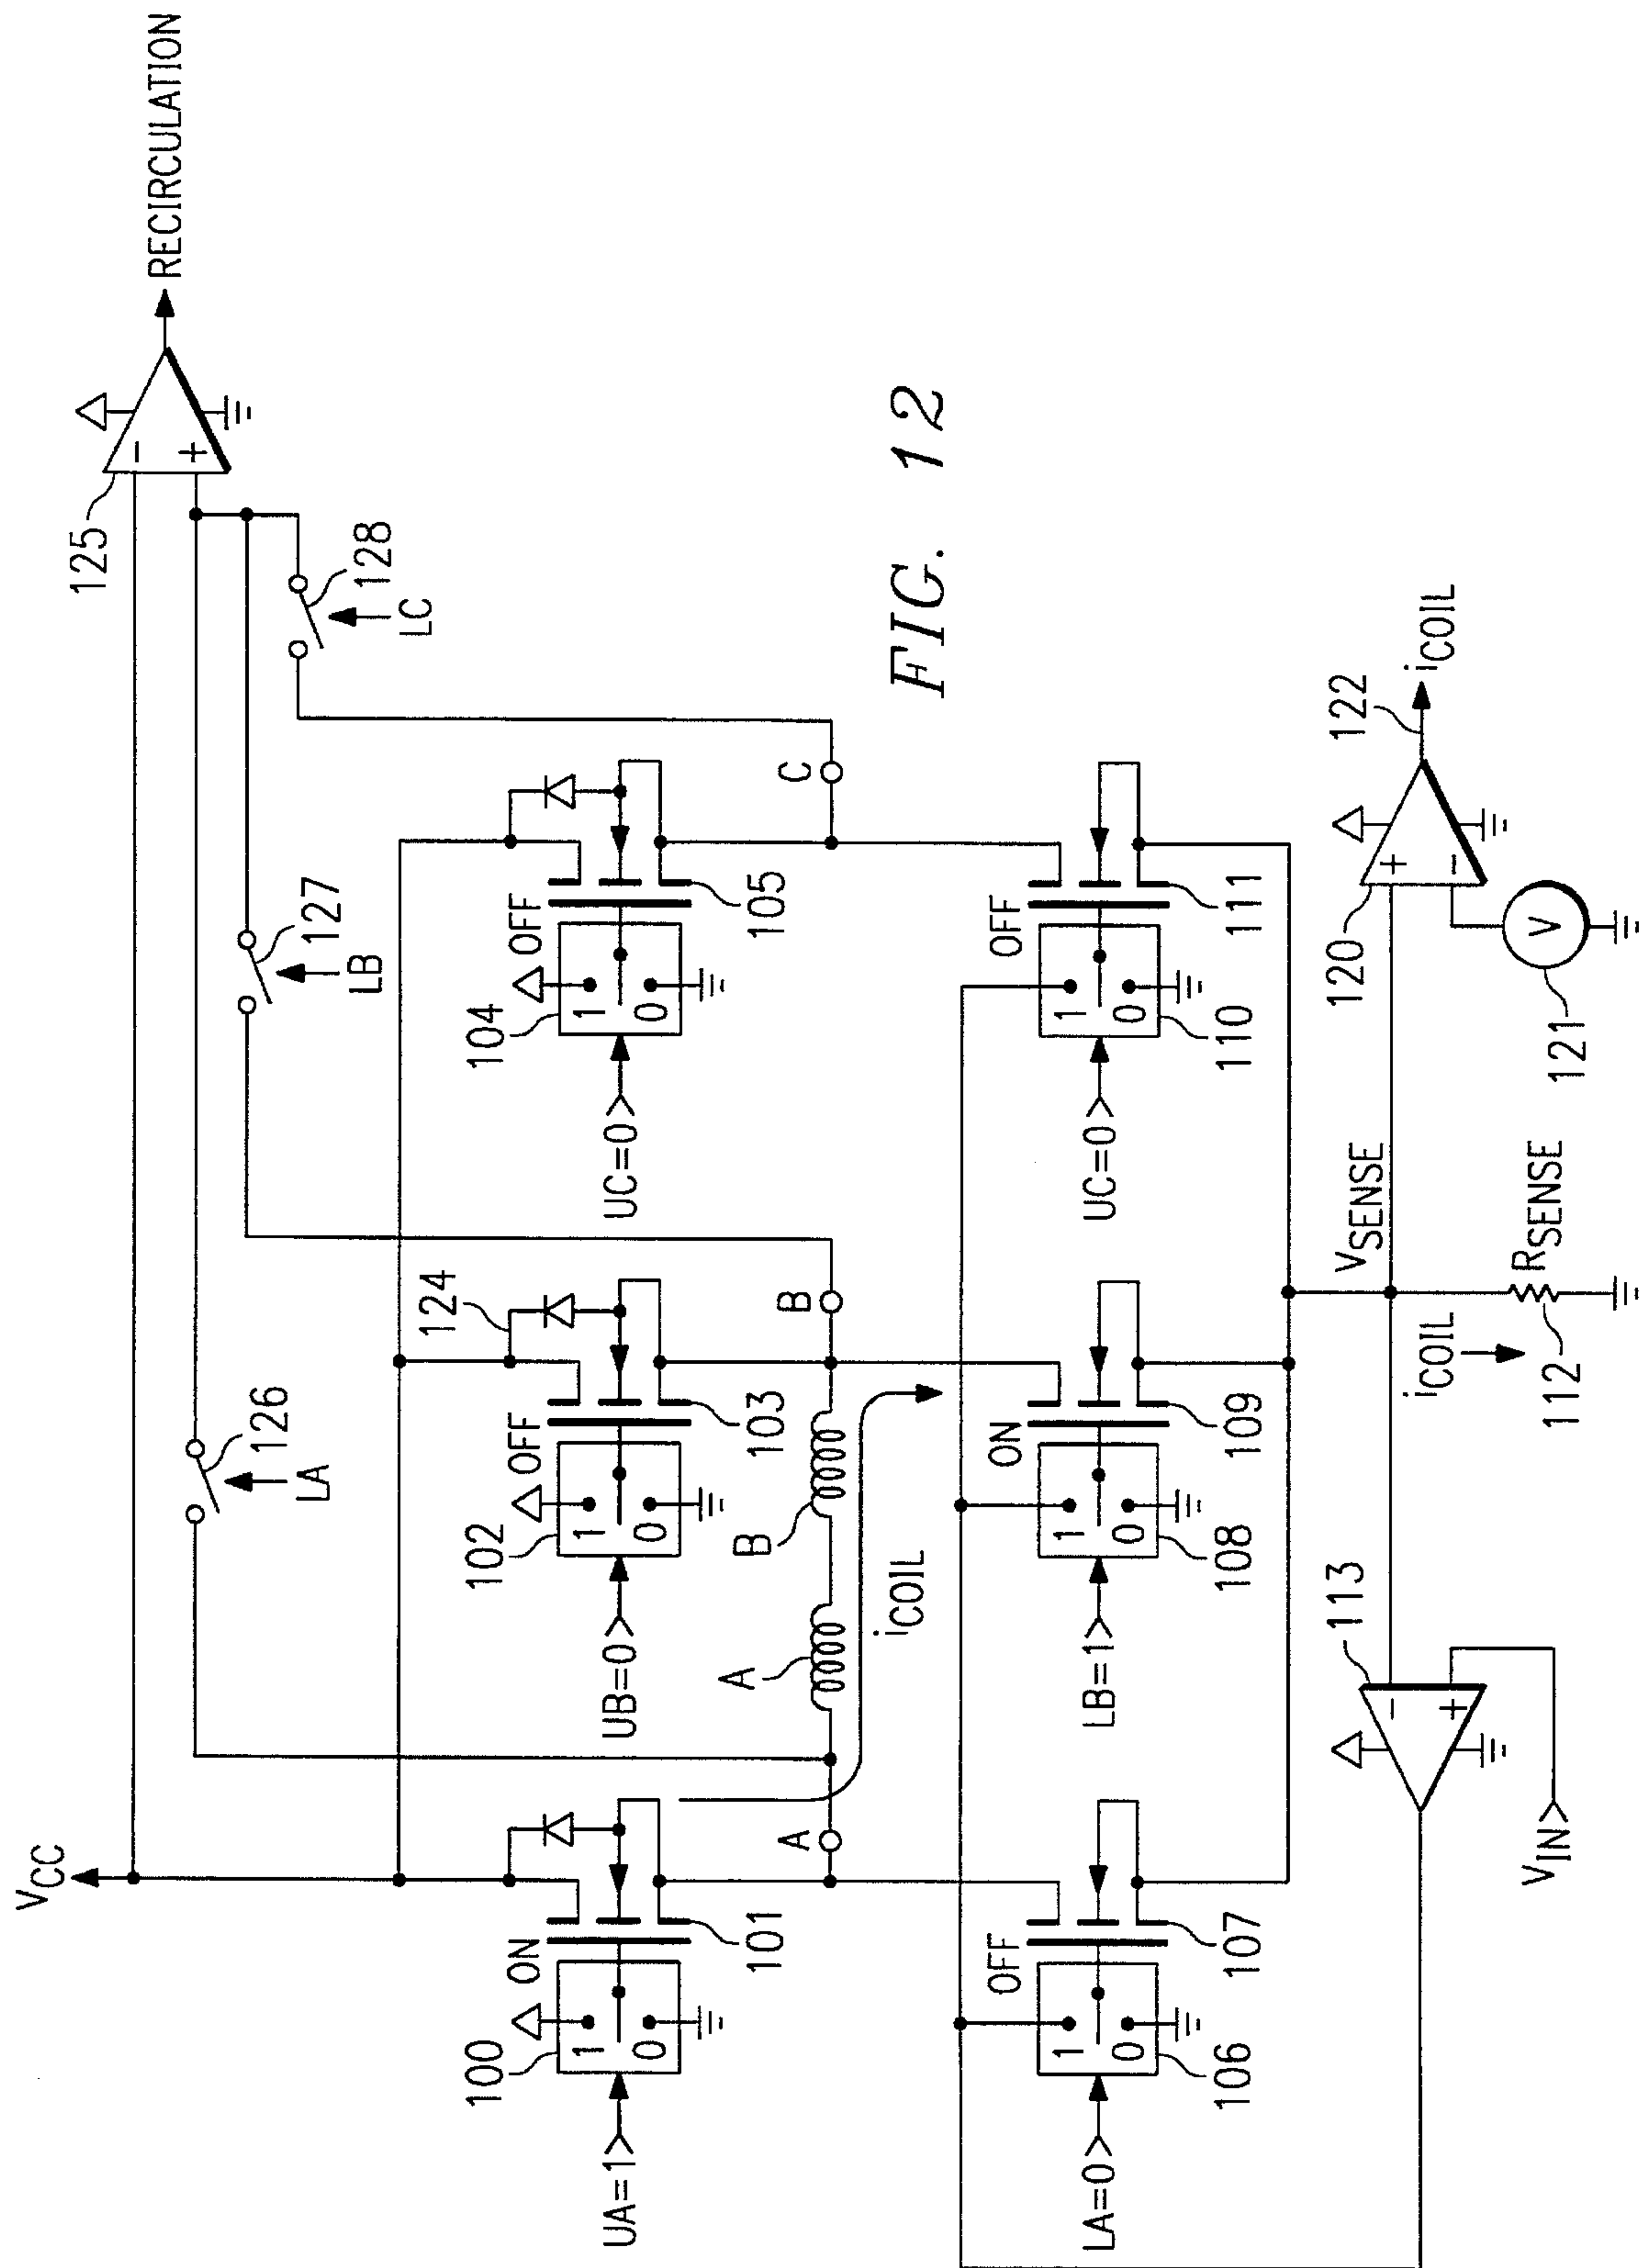 VCC
RECIRCULATION
125
-
+
126
LA
127
LB
128
LC
124
UA=1
100
1
0
ON
101
UB=0
102
1
0
OFF
103
UC=0
104
1
0
OFF
105
A
A
B
B
C
iCOIL
FIG. 12
LA=0
106
1
0
OFF
107
LB=1
108
1
0
ON
109
UC=0
110
1
0
OFF
111
VIN
113
-
+
iCOIL
112
RSENSE
VSENSE
120
+
-
121
V
122
iCOIL